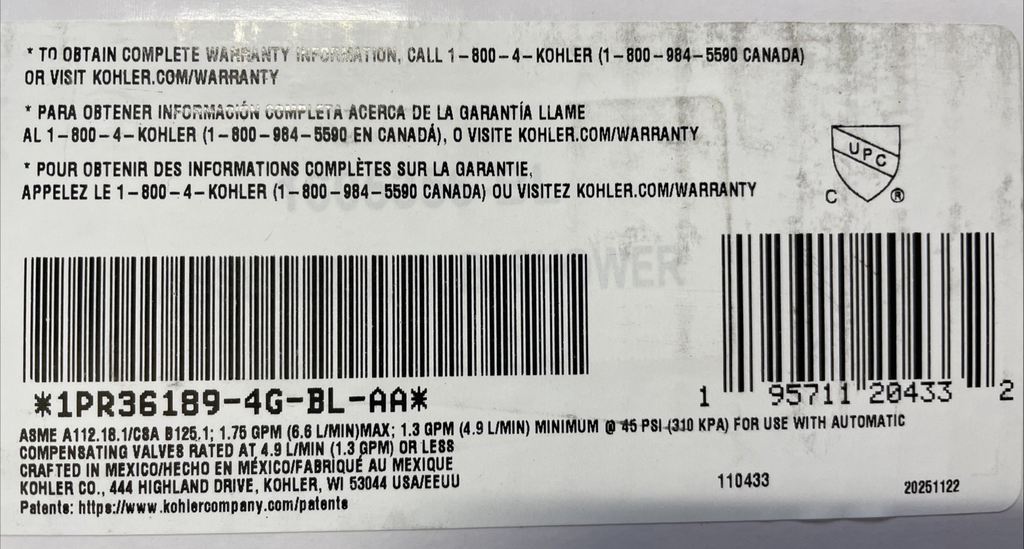 * TO OBTAIN COMPLETE WARRANTY INFORMATION, CALL 1-800-4-KOHLER (1-800-984-5590 CANADA)
OR VISIT KOHLER.COM/WARRANTY
* PARA OBTENER INFORMACIÓN COMPLETA ACERCA DE LA GARANTÍA LLAME
AL 1-800-4-KOHLER (1-800-984-5590 EN CANADÁ), O VISITE KOHLER.COM/WARRANTY
* POUR OBTENIR DES INFORMATIONS COMPLÈTES SUR LA GARANTIE,
APPELEZ LE 1-800-4-KOHLER (1-800-984-5590 CANADA) OU VISITEZ KOHLER.COM/WARRANTY
UPC
C ®
*1PR36189-4G-BL-AA*
1 95711 20433 2
ASME A112.18.1/CSA B125.1; 1.75 GPM (6.6 L/MIN)MAX; 1.3 GPM (4.9 L/MIN) MINIMUM @ 45 PSI (310 KPA) FOR USE WITH AUTOMATIC
COMPENSATING VALVES RATED AT 4.9 L/MIN (1.3 GPM) OR LESS
CRAFTED IN MEXICO/HECHO EN MÉXICO/FABRIQUÉ AU MEXIQUE
KOHLER CO., 444 HIGHLAND DRIVE, KOHLER, WI 53044 USA/EEUU
Patents: https://www.kohlercompany.com/patents
110433
20251122